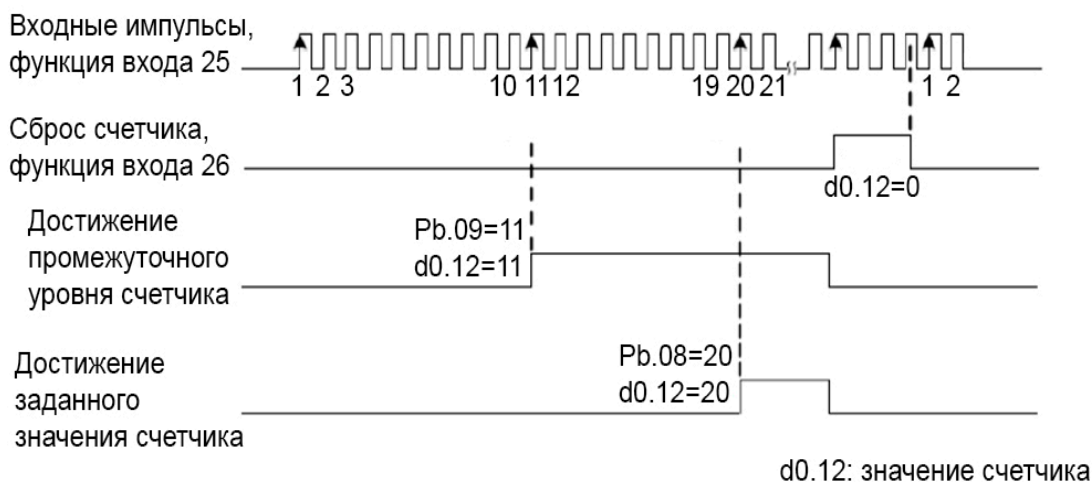 Входные импульсы,
функция входа 25
1 2 3 10 11 12 19 20 21 1 2
Сброс счетчика,
функция входа 26
d0.12=0
Достижение
промежуточного
уровня счетчика
Pb.09=11
d0.12=11
Достижение
заданного
значения счетчика
Pb.08=20
d0.12=20
d0.12: значение счетчика